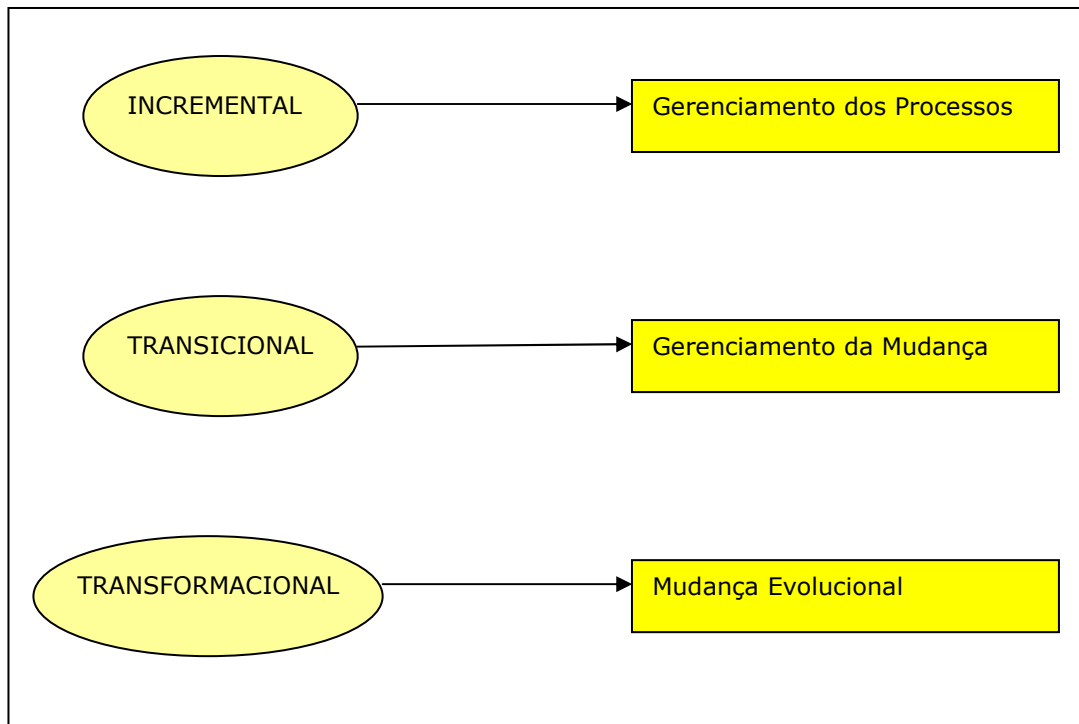 INCREMENTAL
Gerenciamento dos Processos
TRANSICIONAL
Gerenciamento da Mudança
TRANSFORMACIONAL
Mudança Evolucional